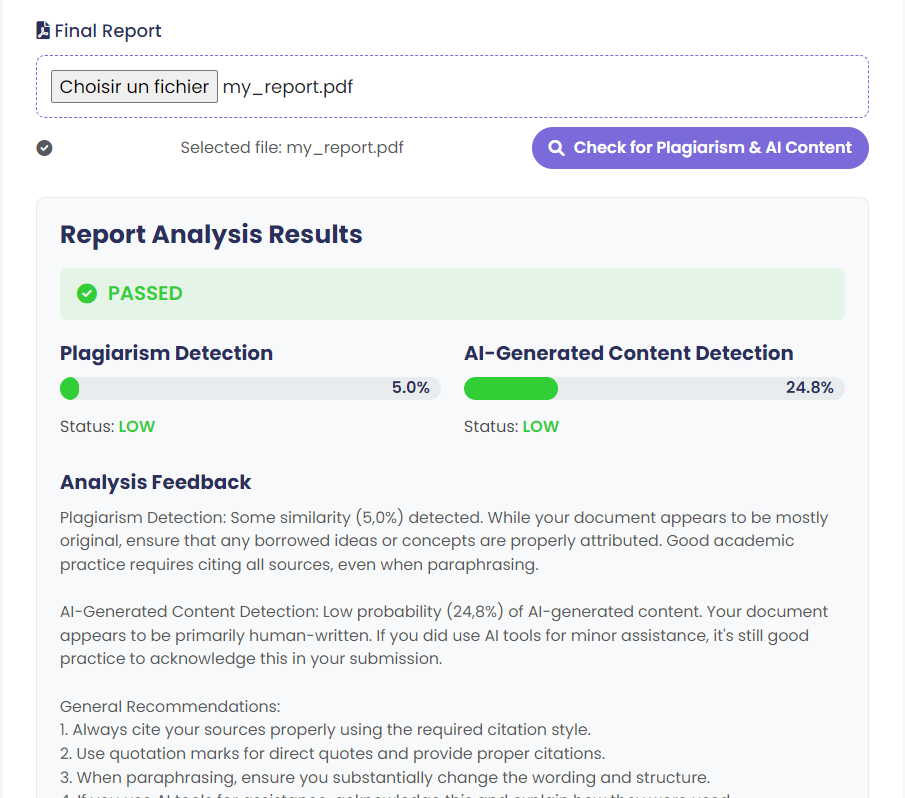 Final Report
Choisir un fichier my_report.pdf
Selected file: my_report.pdf
Check for Plagiarism & AI Content
Report Analysis Results
PASSED
Plagiarism Detection
5.0%
Status: LOW
AI-Generated Content Detection
24.8%
Status: LOW
Analysis Feedback
Plagiarism Detection: Some similarity (5,0%) detected. While your document appears to be mostly
original, ensure that any borrowed ideas or concepts are properly attributed. Good academic
practice requires citing all sources, even when paraphrasing.
AI-Generated Content Detection: Low probability (24,8%) of AI-generated content. Your document
appears to be primarily human-written. If you did use AI tools for minor assistance, it's still good
practice to acknowledge this in your submission.
General Recommendations:
1. Always cite your sources properly using the required citation style.
2. Use quotation marks for direct quotes and provide proper citations.
3. When paraphrasing, ensure you substantially change the wording and structure.